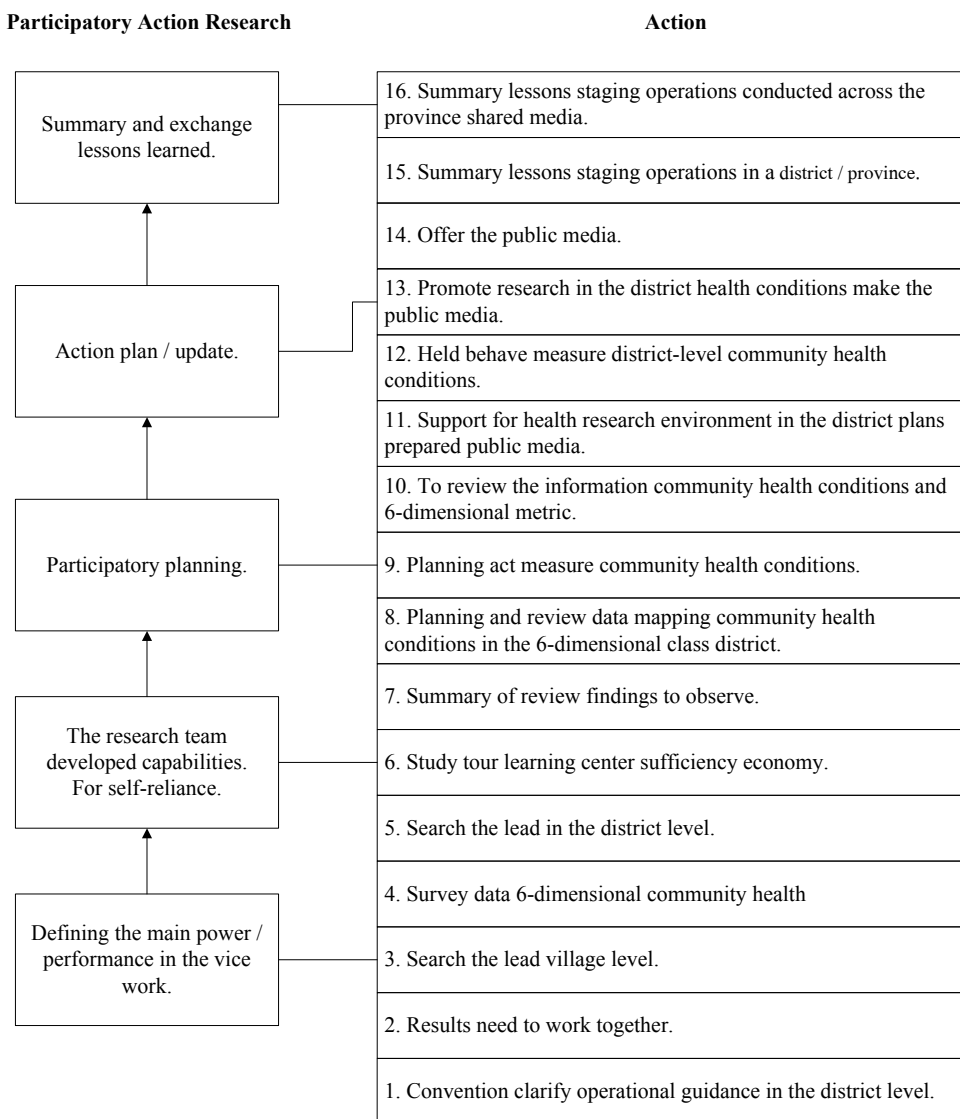 Participatory Action Research
Action
Summary and exchange
lessons learned.
Action plan / update.
Participatory planning.
The research team
developed capabilities.
For self-reliance.
Defining the main power /
performance in the vice
work.
16. Summary lessons staging operations conducted across the
province shared media.
15. Summary lessons staging operations in a district / province.
14. Offer the public media.
13. Promote research in the district health conditions make the
public media.
12. Held behave measure district-level community health
conditions.
11. Support for health research environment in the district plans
prepared public media.
10. To review the information community health conditions and
6-dimensional metric.
9. Planning act measure community health conditions.
8. Planning and review data mapping community health
conditions in the 6-dimensional class district.
7. Summary of review findings to observe.
6. Study tour learning center sufficiency economy.
5. Search the lead in the district level.
4. Survey data 6-dimensional community health
3. Search the lead village level.
2. Results need to work together.
1. Convention clarify operational guidance in the district level.